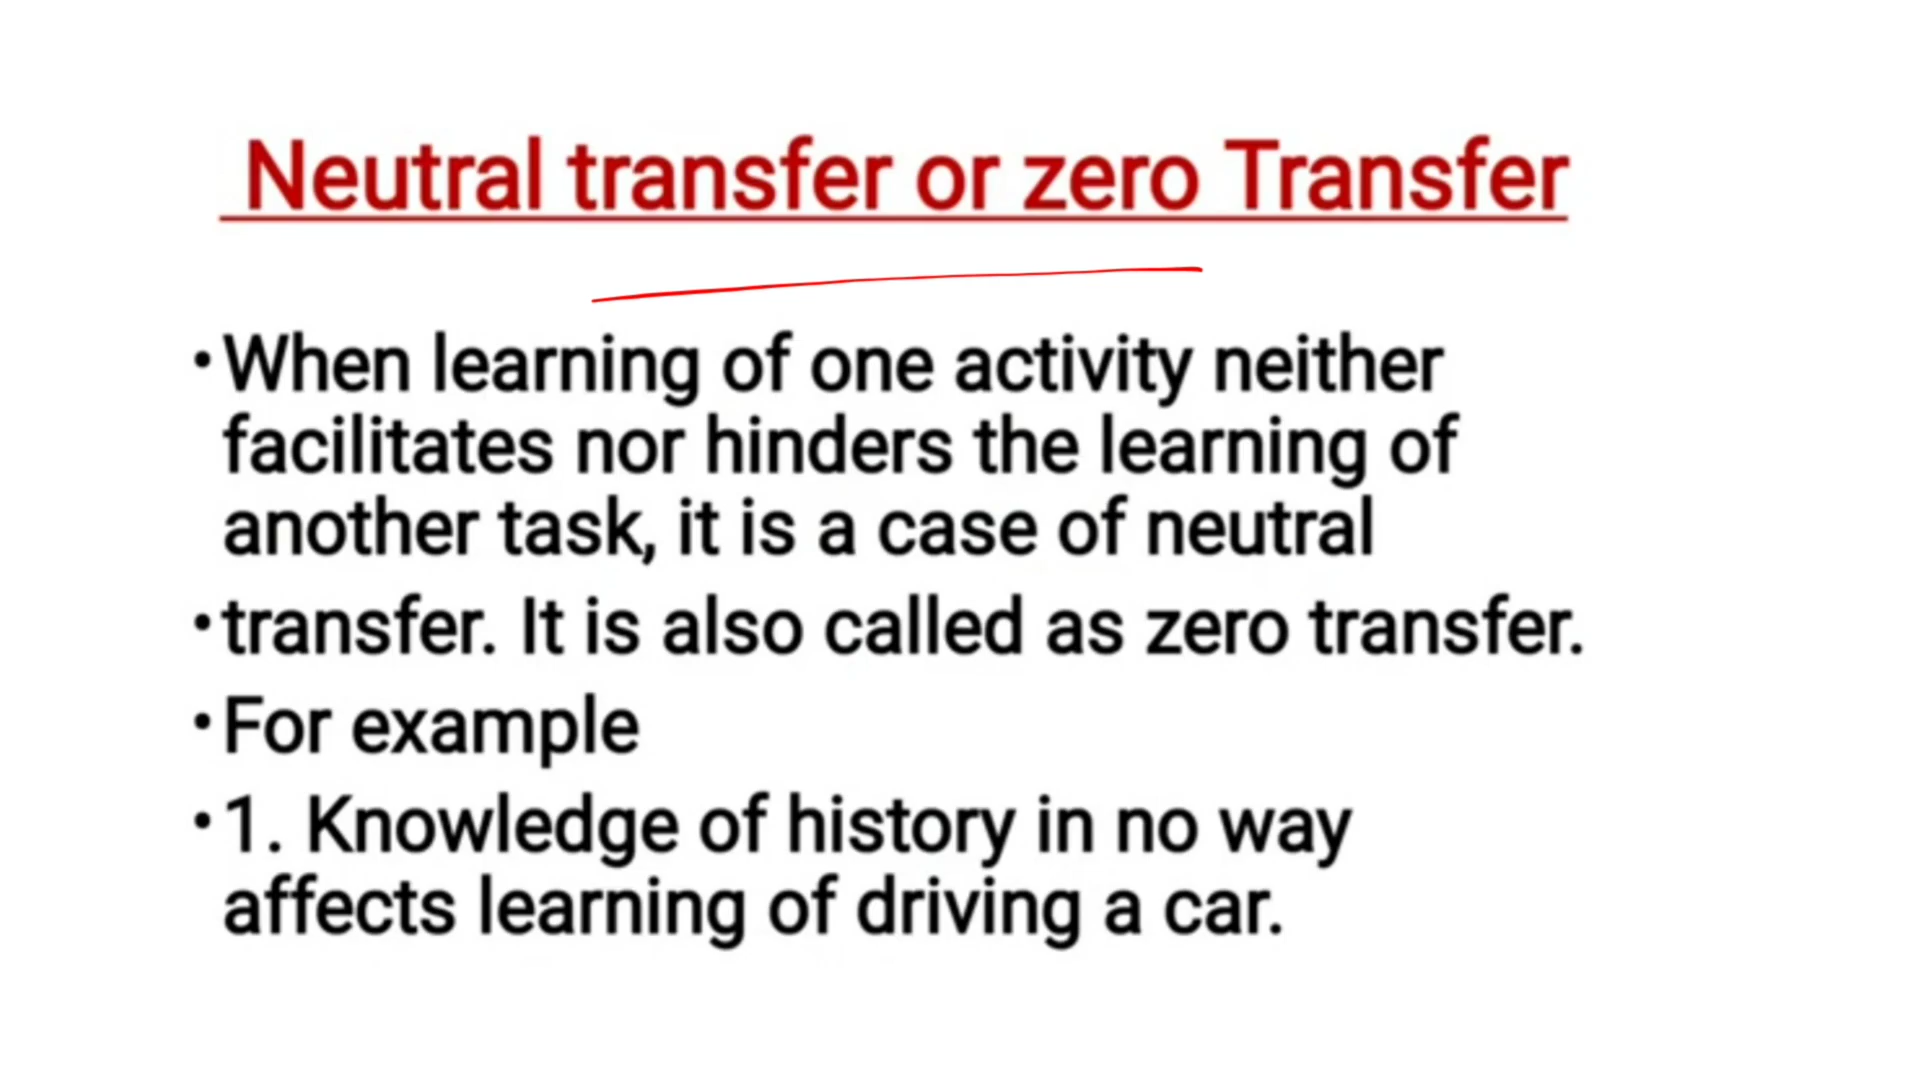 Neutral transfer or zero Transfer
•When learning of one activity neither
facilitates nor hinders the learning of
another task, it is a case of neutral
•transfer. It is also called as zero transfer.
•For example
•1. Knowledge of history in no way
affects learning of driving a car.